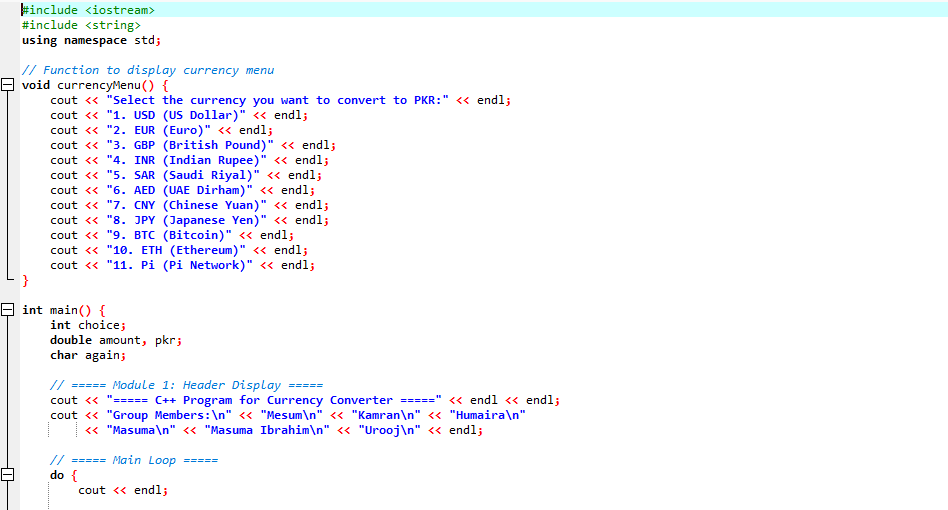 #include <iostream>
#include <string>
using namespace std;

// Function to display currency menu
void currencyMenu() {
    cout << "Select the currency you want to convert to PKR:" << endl;
    cout << "1. USD (US Dollar)" << endl;
    cout << "2. EUR (Euro)" << endl;
    cout << "3. GBP (British Pound)" << endl;
    cout << "4. INR (Indian Rupee)" << endl;
    cout << "5. SAR (Saudi Riyal)" << endl;
    cout << "6. AED (UAE Dirham)" << endl;
    cout << "7. CNY (Chinese Yuan)" << endl;
    cout << "8. JPY (Japanese Yen)" << endl;
    cout << "9. BTC (Bitcoin)" << endl;
    cout << "10. ETH (Ethereum)" << endl;
    cout << "11. Pi (Pi Network)" << endl;
}

int main() {
    int choice;
    double amount, pkr;
    char again;

    // ===== Module 1: Header Display =====
    cout << "===== C++ Program for Currency Converter =====" << endl << endl;
    cout << "Group Members:\n" << "Mesum\n" << "Kamran\n" << "Humaira\n"
         << "Masuma\n" << "Masuma Ibrahim\n" << "Urooj\n" << endl;

    // ===== Main Loop =====
    do {
        cout << endl;